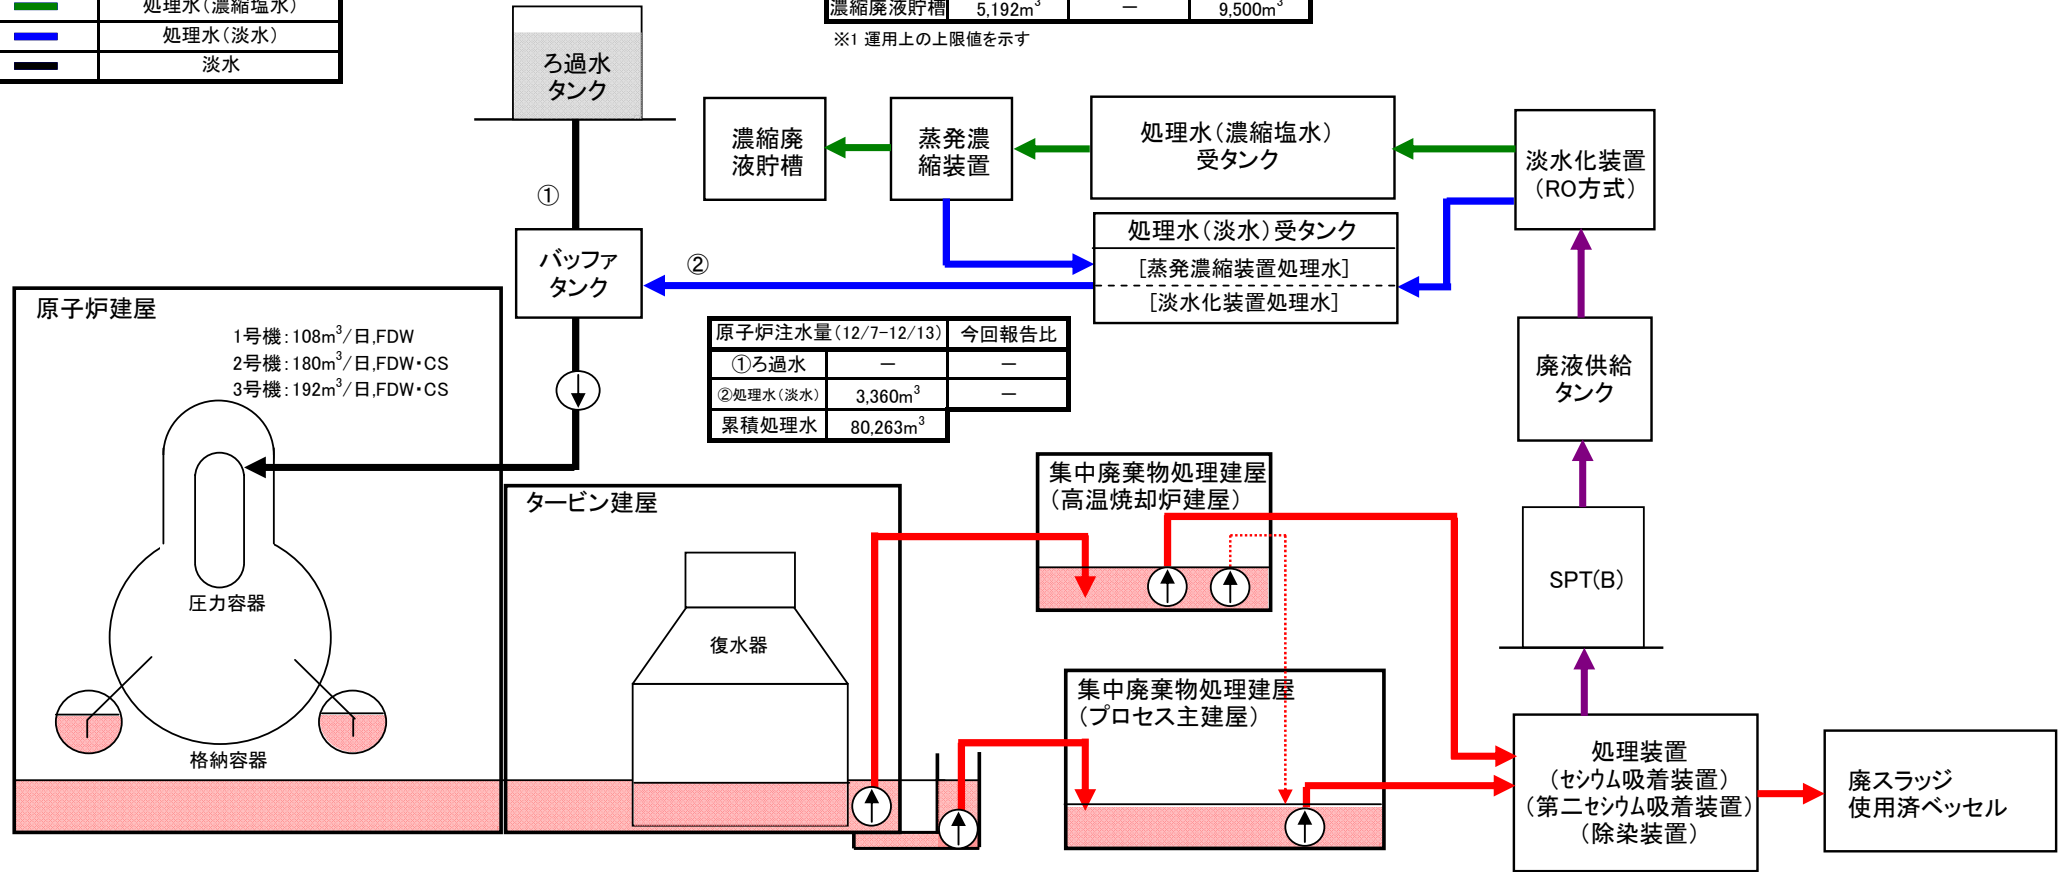 処理水(濃縮塩水)
処理水(淡水)
淡水
濃縮廃液貯槽 5,192m³ － 9,500m³
※1 運用上の上限値を示す
ろ過水
タンク
濃縮廃
液貯槽
蒸発濃
縮装置
処理水(濃縮塩水)
受タンク
淡水化装置
(RO方式)
①
バッファ
タンク
②
処理水(淡水)受タンク
[蒸発濃縮装置処理水]
[淡水化装置処理水]
原子炉建屋
1号機:108m³/日,FDW
2号機:180m³/日,FDW・CS
3号機:192m³/日,FDW・CS
原子炉注水量(12/7-12/13) 今回報告比
①ろ過水 － －
②処理水(淡水) 3,360m³ －
累積処理水 80,263m³
廃液供給
タンク
圧力容器
格納容器
タービン建屋
復水器
集中廃棄物処理建屋
(高温焼却炉建屋)
SPT(B)
集中廃棄物処理建屋
(プロセス主建屋)
処理装置
(セシウム吸着装置)
(第二セシウム吸着装置)
(除染装置)
廃スラッジ
使用済ベッセル